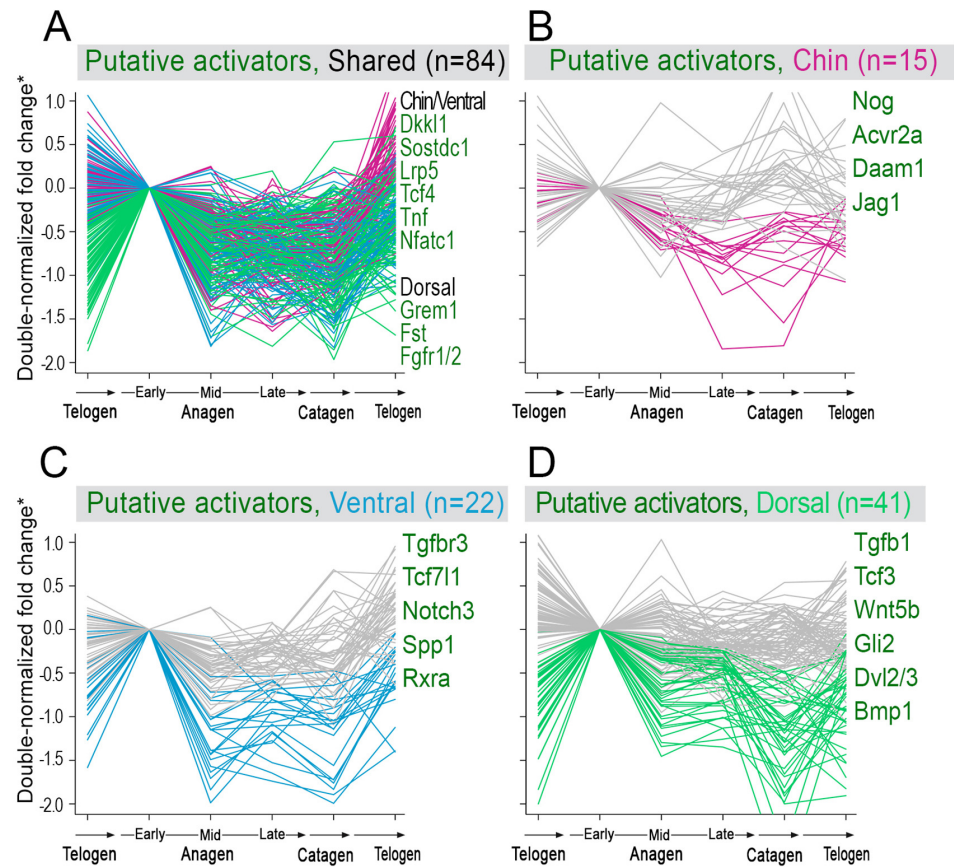 A
Putative activators, Shared (n=84)
Double-normalized fold change*
1.0
0.5
0.0
-0.5
-1.0
-1.5
-2.0
Chin/Ventral
Dkkl1
Sostdc1
Lrp5
Tcf4
Tnf
Nfatc1
Dorsal
Grem1
Fst
Fgfr1/2
Early Mid Late
Telogen Anagen Catagen Telogen
B
Putative activators, Chin (n=15)
Nog
Acvr2a
Daam1
Jag1
Early Mid Late
Telogen Anagen Catagen Telogen
C
Putative activators, Ventral (n=22)
Double-normalized fold change*
1.0
0.5
0.0
-0.5
-1.0
-1.5
-2.0
Tgfbr3
Tcf7l1
Notch3
Spp1
Rxra
Early Mid Late
Telogen Anagen Catagen Telogen
D
Putative activators, Dorsal (n=41)
Tgfb1
Tcf3
Wnt5b
Gli2
Dvl2/3
Bmp1
Early Mid Late
Telogen Anagen Catagen Telogen